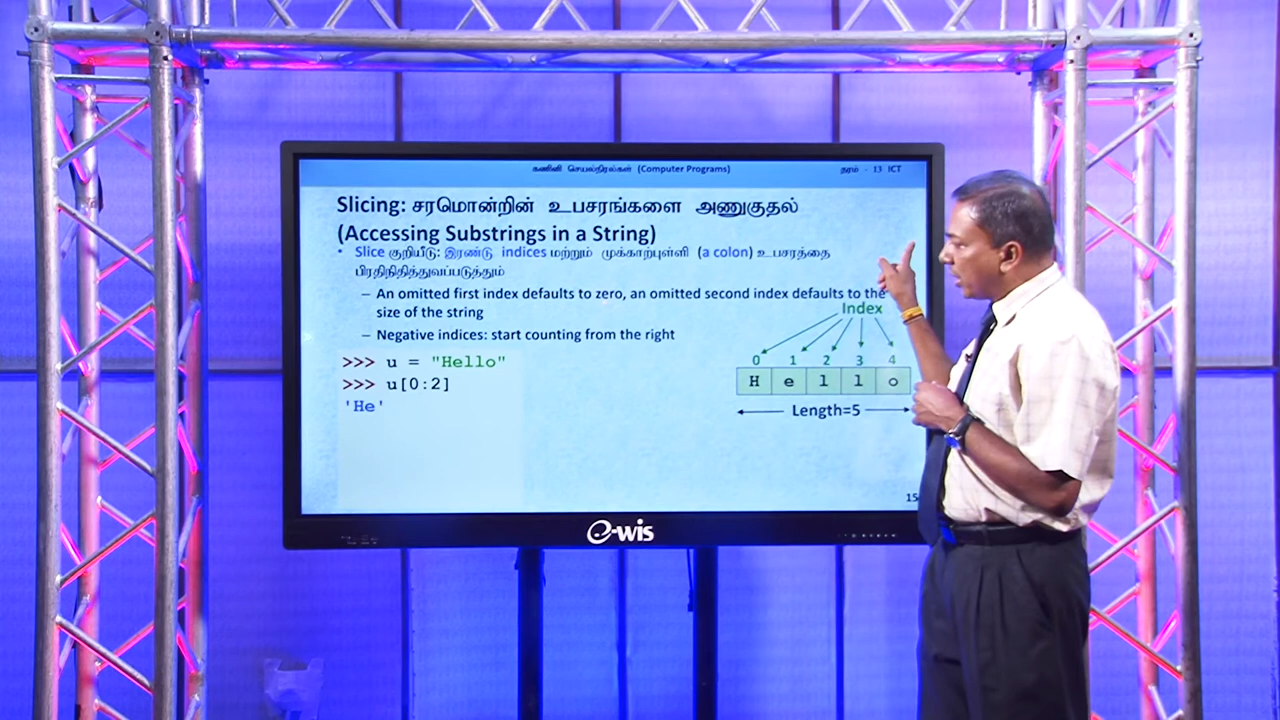 கணினி செயல்நிரல்கள் (Computer Programs)
தரம் - 13 ICT
Slicing: சரமொன்றின் உபசரங்களை அணுகுதல்
(Accessing Substrings in a String)
• Slice குறியீடு: இரண்டு indices மற்றும் முக்காற்புள்ளி (a colon) உபசரத்தை
பிரதிநிதித்துவப்படுத்தும்
– An omitted first index defaults to zero, an omitted second index defaults to the
size of the string
– Negative indices: start counting from the right
>>> u = "Hello"
>>> u[0:2]
'He'
Index
0 1 2 3 4
H e l l o
Length=5
15
e-wis